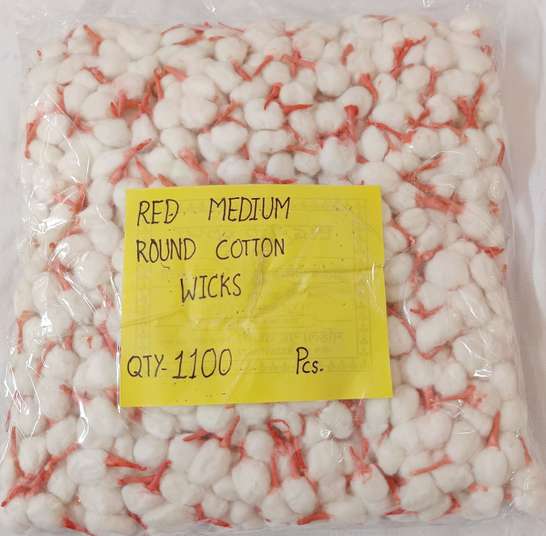 RED MEDIUM
ROUND COTTON
WICKS
QTY-1100 Pcs.